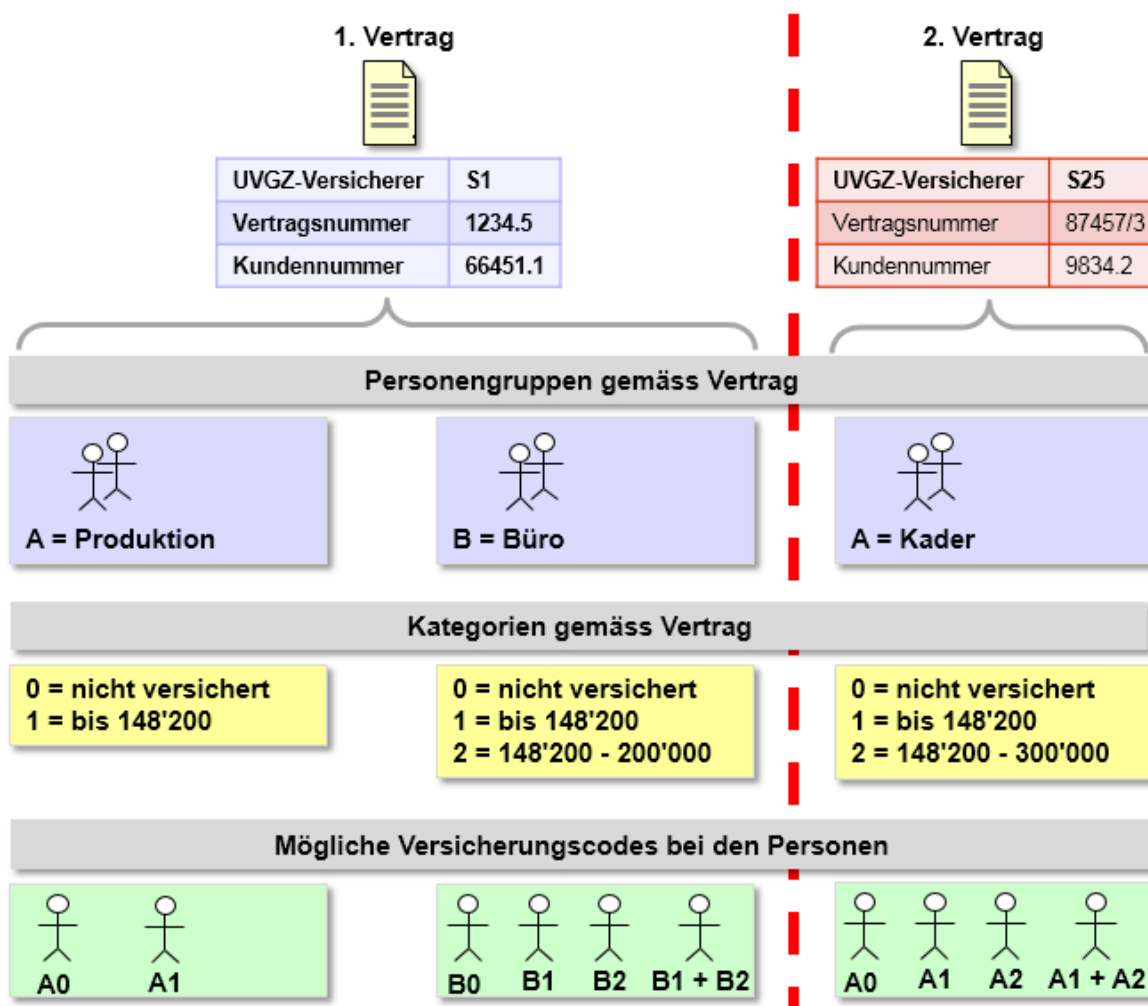 1. Vertrag
2. Vertrag
UVGZ-Versicherer S1
Vertragsnummer 1234.5
Kundennummer 66451.1
UVGZ-Versicherer S25
Vertragsnummer 87457/3
Kundennummer 9834.2
Personengruppen gemäss Vertrag
A = Produktion
B = Büro
A = Kader
Kategorien gemäss Vertrag
0 = nicht versichert
1 = bis 148'200
0 = nicht versichert
1 = bis 148'200
2 = 148'200 - 200'000
0 = nicht versichert
1 = bis 148'200
2 = 148'200 - 300'000
Mögliche Versicherungscodes bei den Personen
A0 A1
B0 B1 B2 B1 + B2
A0 A1 A2 A1 + A2